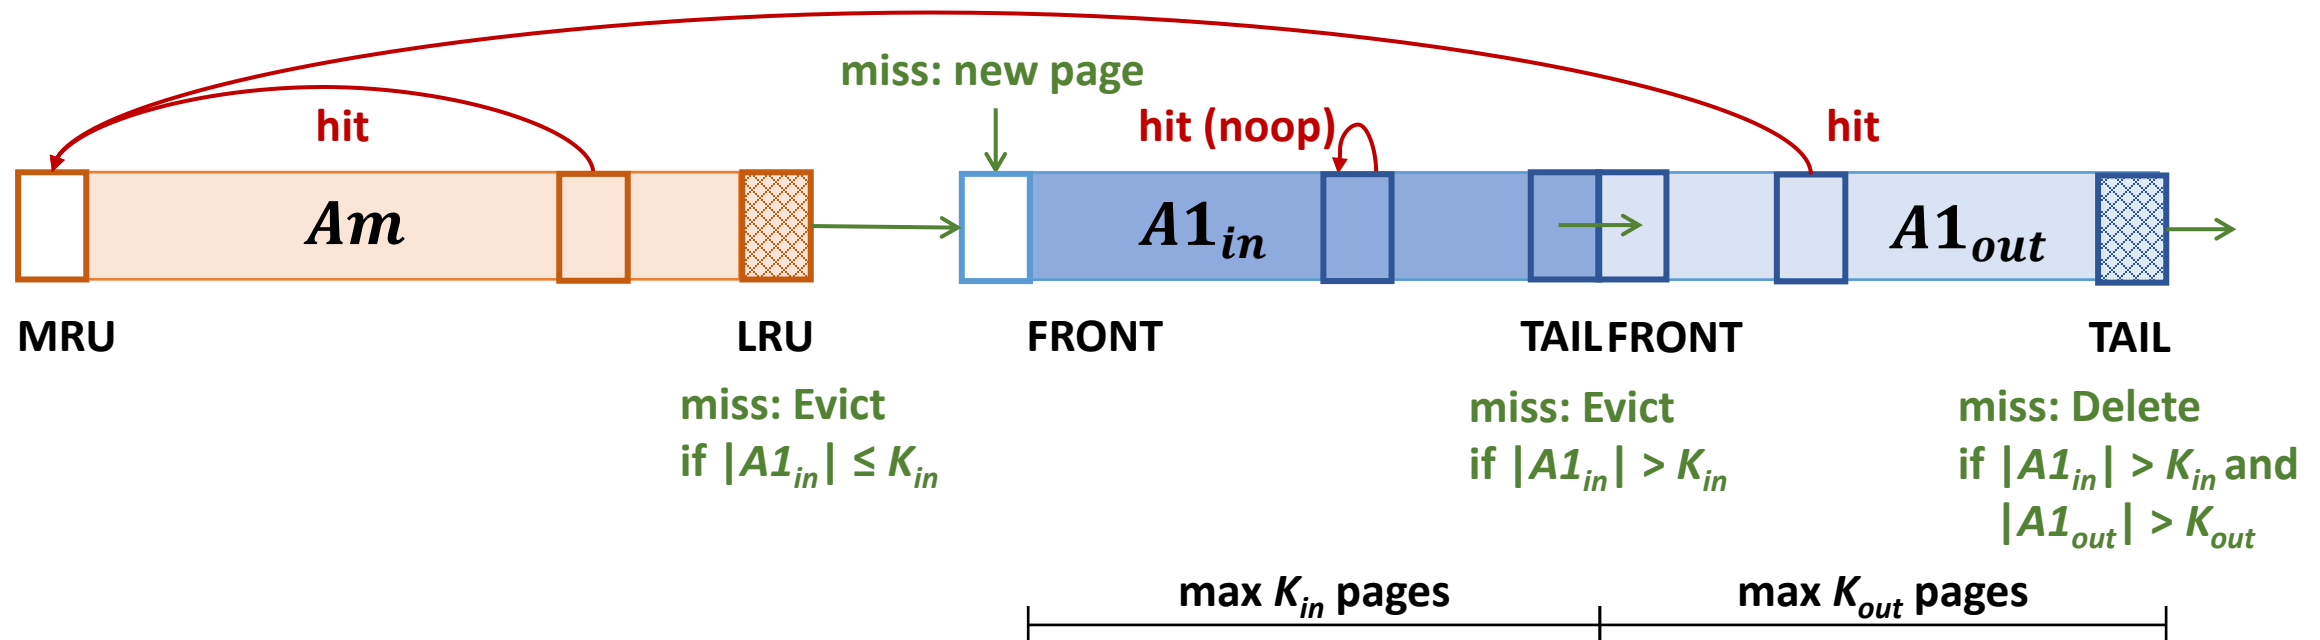 miss: new page
hit
hit (noop)
hit
Am
A1in
A1out
MRU
LRU
FRONT
TAIL
FRONT
TAIL
miss: Evict
if |A1in| ≤ Kin
miss: Evict
if |A1in| > Kin
miss: Delete
if |A1in| > Kin and
|A1out| > Kout
max Kin pages
max Kout pages